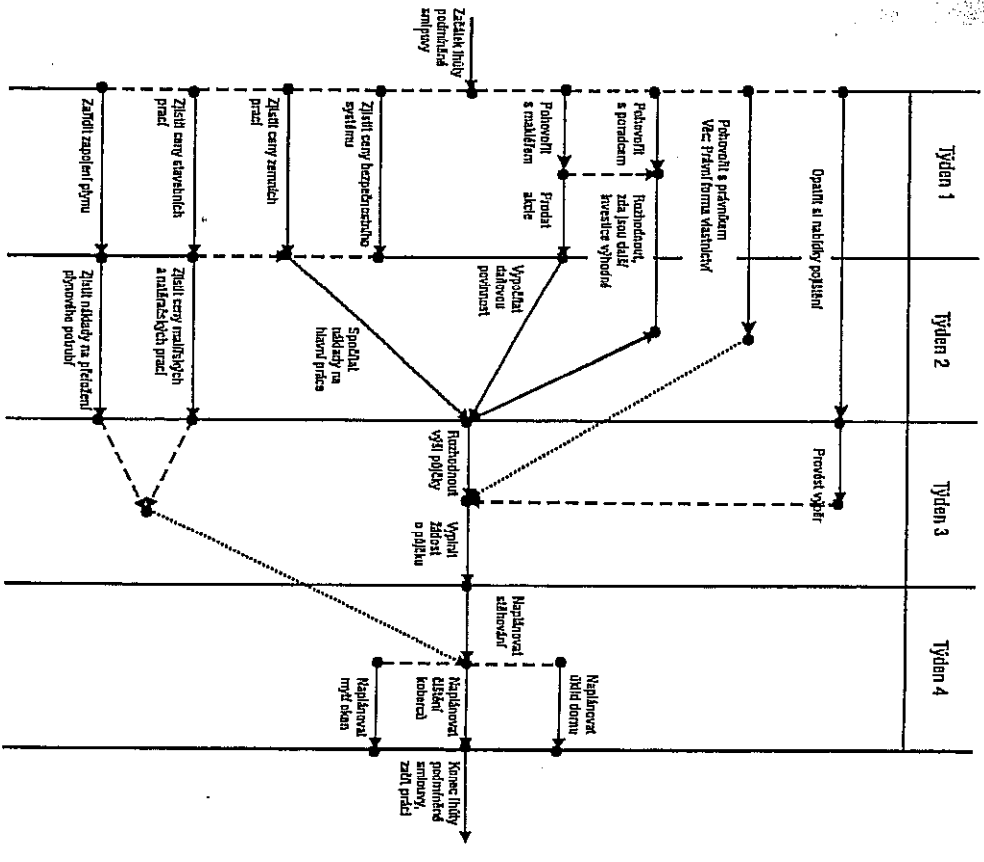 Týden 1
Týden 2
Týden 3
Týden 4
Opatřit si nabídky pojištění
Provést výběr
Pohovořit s právníkem
Věc: Právní forma vlastnictví
Pohovořit
s poradcem
Rozhodnout,
zda jsou další
investice výhodné
Naplánovat
úklid domu
Pohovořit
s makléřem
Prodat
akcie
Vypočítat
daňovou
povinnost
Začátek lhůty
podmíněné
smlouvy
Rozhodnout
výši půjčky
Vyplnit
žádost
o půjčku
Naplánovat
stěhování
Naplánovat
čištění
koberců
Konec lhůty
podmíněné
smlouvy,
začít práci
Zjistit ceny bezpečnostního
systému
Naplánovat
mytí oken
Zjistit ceny zemních
prací
Spočítat
náklady na
hlavní práce
Zjistit ceny stavebních
prací
Zjistit ceny malířských
a natěračských prací
Zařídit zapojení plynu
Zjistit náklady na přeložení
plynového potrubí